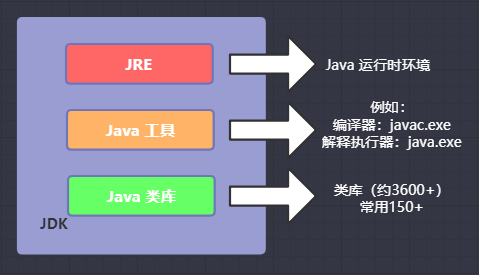 JRE
Java 运行时环境
Java 工具
例如：
编译器：javac.exe
解释执行器：java.exe
Java 类库
类库（约3600+）
常用150+
JDK